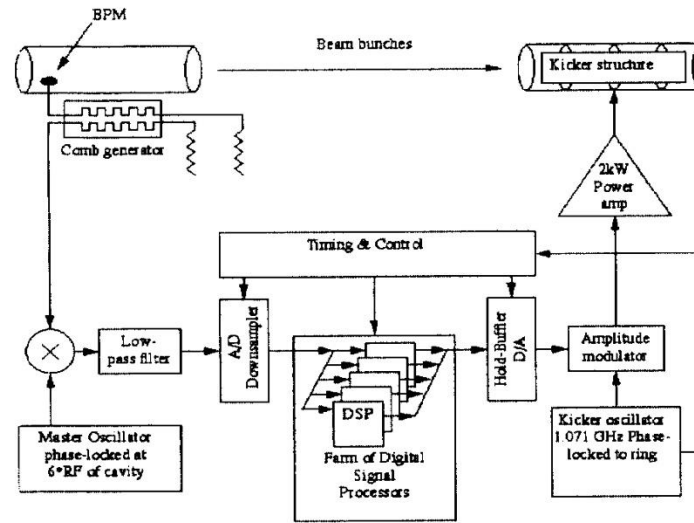 BPM
Beam bunches
Kicker structure
Comb generator
2kW
Power
amp
Timing & Control
Low-
pass filter
A/D
Downsampler
DSP
Farm of Digital
Signal
Processors
Hold-Buffer
D/A
Amplitude
modulator
Master Oscillator
phase-locked at
6*RF of cavity
Kicker oscillator
1.071 GHz Phase-
locked to ring